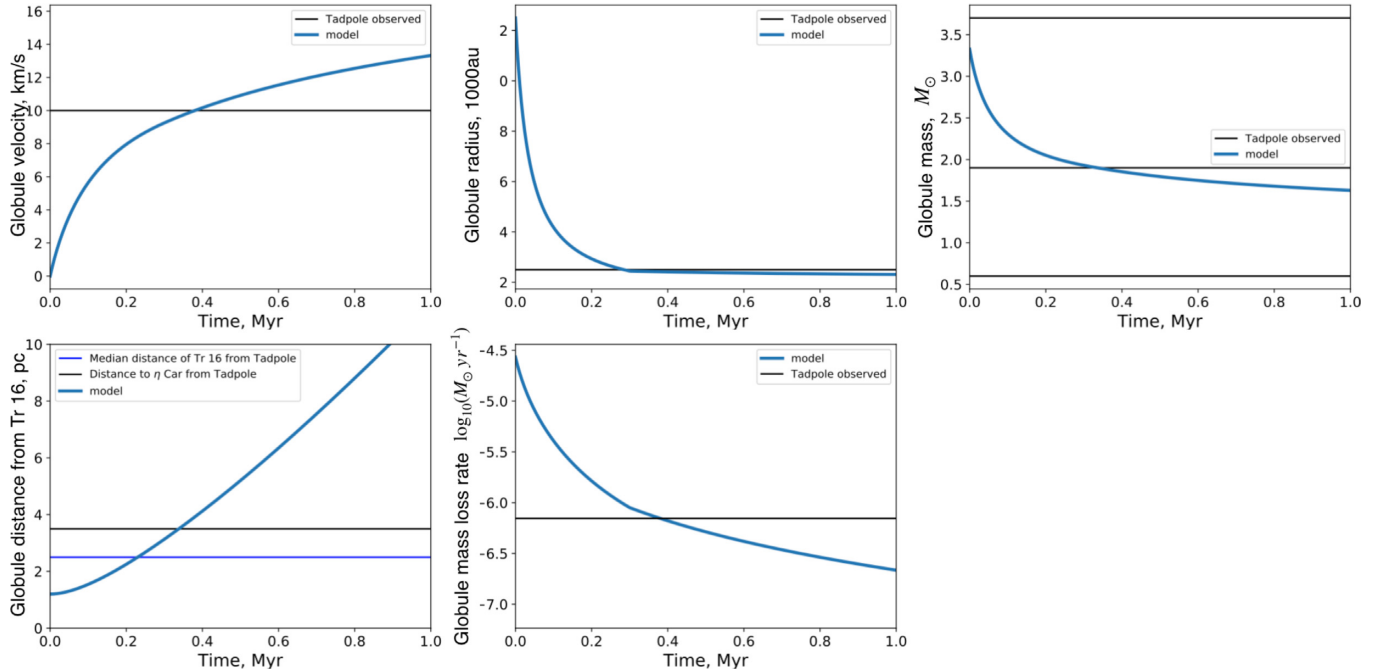 Globule velocity, km/s
16
14
12
10
8
6
4
2
0
Tadpole observed
model
0.0 0.2 0.4 0.6 0.8 1.0
Time, Myr
Globule radius, 1000au
2
0
2
8
6
4
2
Tadpole observed
model
0.0 0.2 0.4 0.6 0.8 1.0
Time, Myr
Globule mass, M⊙
3.5
3.0
2.5
2.0
1.5
1.0
0.5
Tadpole observed
model
0.0 0.2 0.4 0.6 0.8 1.0
Time, Myr
Globule distance from Tr 16, pc
10
8
6
4
2
0
Median distance of Tr 16 from Tadpole
Distance to η Car from Tadpole
model
0.0 0.2 0.4 0.6 0.8 1.0
Time, Myr
Globule mass loss rate log₁₀(M⊙ yr⁻¹)
-4.5
-5.0
-5.5
-6.0
-6.5
-7.0
model
Tadpole observed
0.0 0.2 0.4 0.6 0.8 1.0
Time, Myr